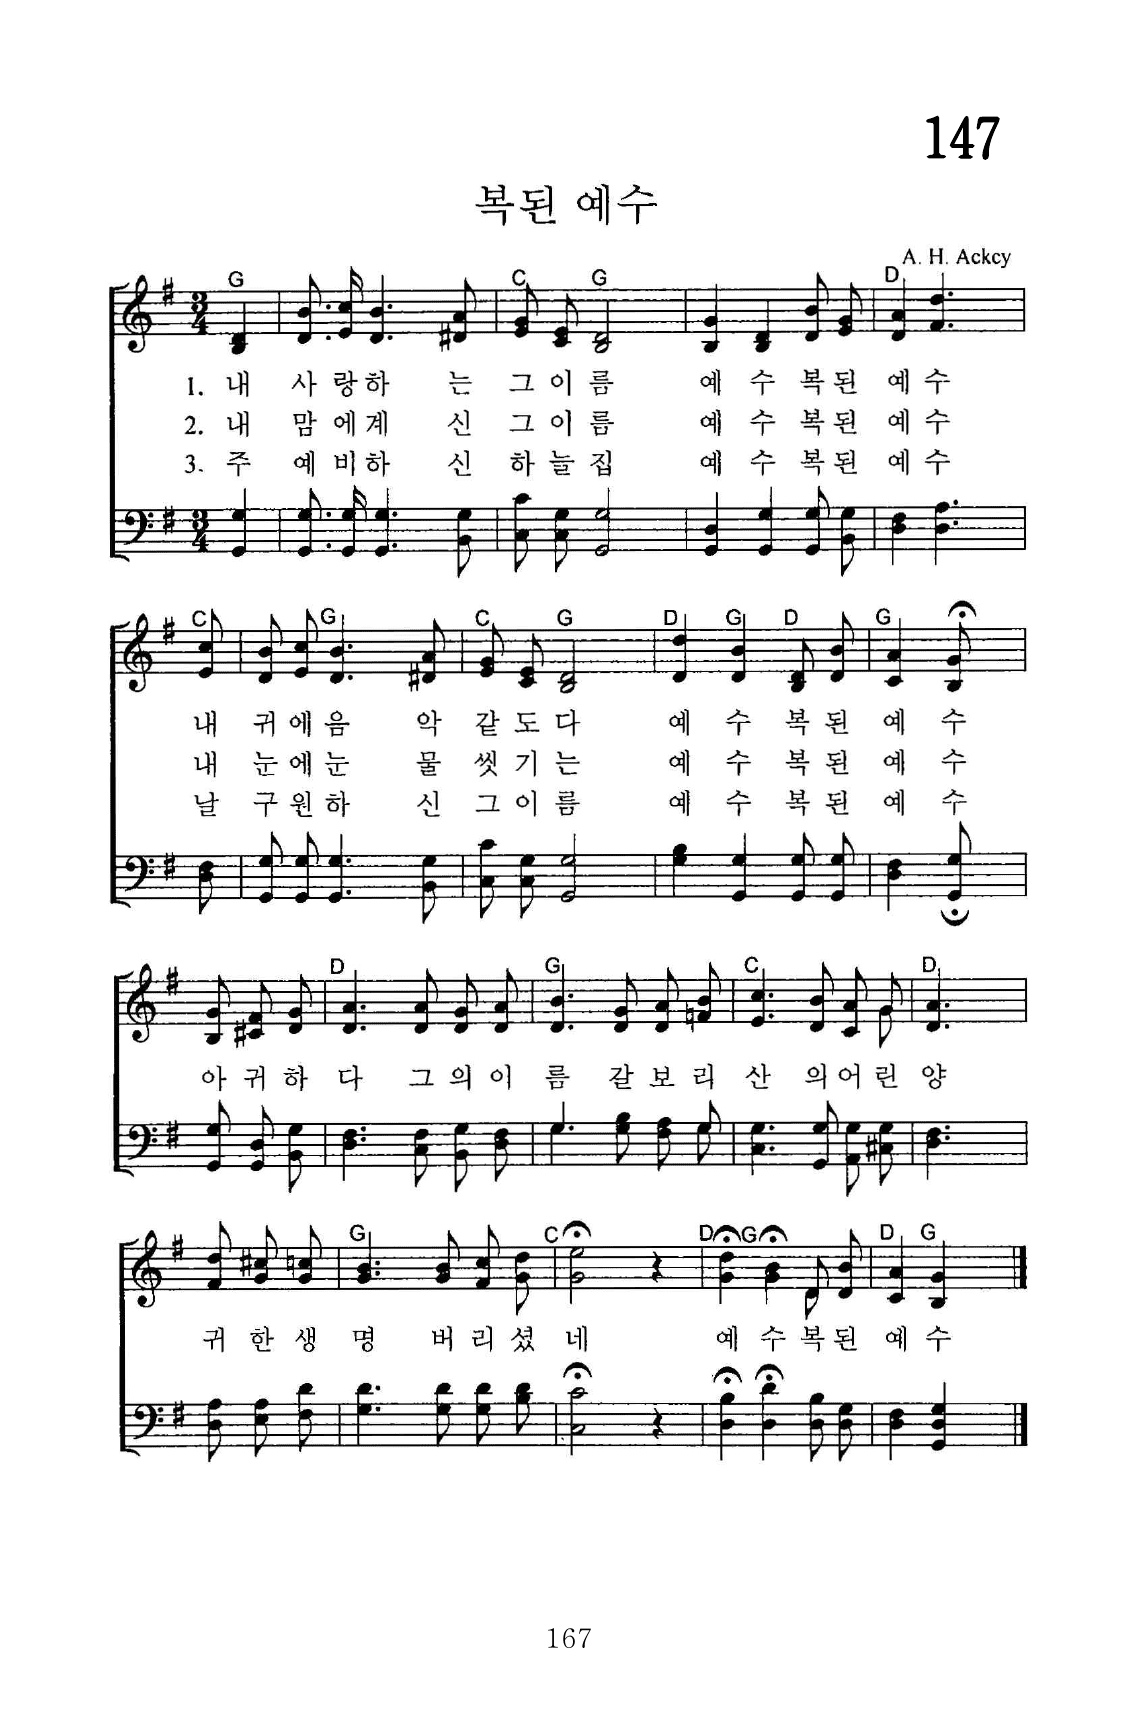 147
복된 예수
A. H. Ackcy
G C G D
1. 내 사 랑 하 는 그 이 름 예 수 복 된 예 수
2. 내 맘 에 계 신 그 이 름 예 수 복 된 예 수
3. 주 예 비 하 신 하 늘 집 예 수 복 된 예 수
C G C G D G D G
내 귀 에 음 악 같 도 다 예 수 복 된 예 수
내 눈 에 눈 물 씻 기 는 예 수 복 된 예 수
날 구 원 하 신 그 이 름 예 수 복 된 예 수
D G C D
아 귀 하 다 그 의 이 름 갈 보 리 산 의 어 린 양
G C D G D G
귀 한 생 명 버 리 셨 네 예 수 복 된 예 수
167